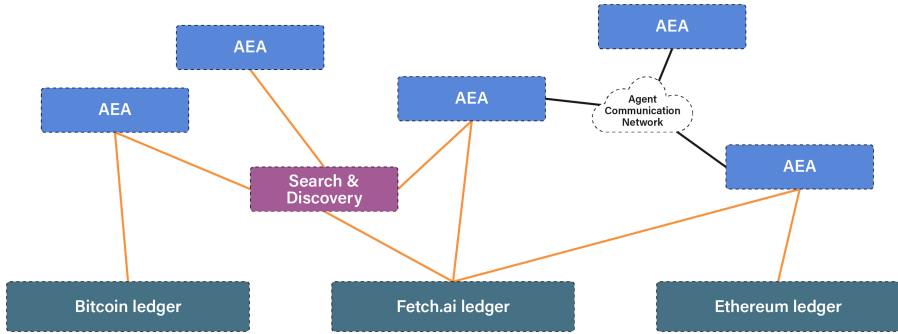 AEA
AEA
AEA
AEA
Agent
Communication
Network
AEA
Search &
Discovery
Bitcoin ledger
Fetch.ai ledger
Ethereum ledger